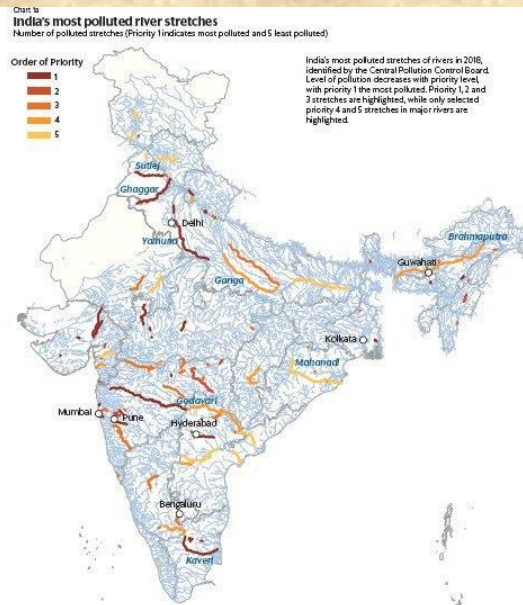 Chart 1a
India's most polluted river stretches
Number of polluted stretches (Priority 1 indicates most polluted and 5 least polluted)
Order of Priority
1
2
3
4
5
India's most polluted stretches of rivers in 2018,
identified by the Central Pollution Control Board.
Level of pollution decreases with priority level,
with priority 1 the most polluted. Priority 1, 2 and
3 stretches are highlighted, while only selected
priority 4 and 5 stretches in major rivers are
highlighted.
Sutlej
Ghaggar
Delhi
Yamuna
Brahmaputra
Guwahati
Ganga
Kolkata
Mahanadi
Godavari
Mumbai
Pune
Hyderabad
Bengaluru
Kaveri